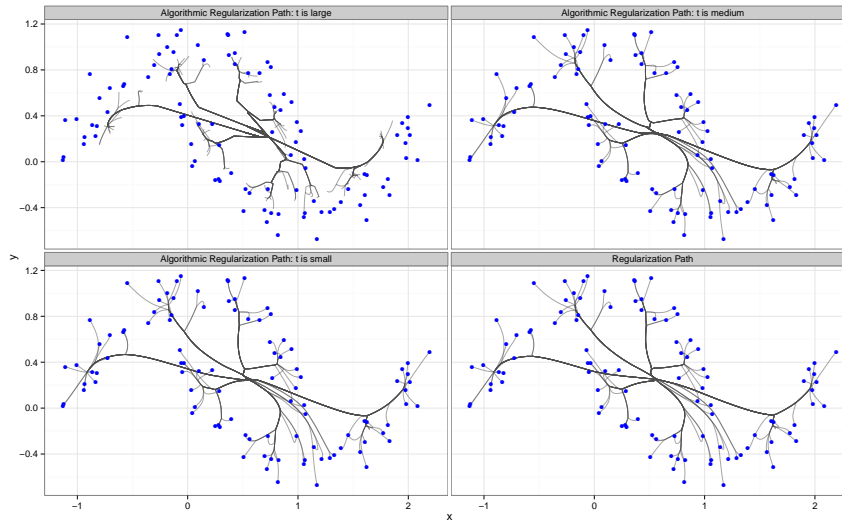 Algorithmic Regularization Path: t is large
Algorithmic Regularization Path: t is medium
1.2
0.8
0.4
0.0
−0.4
y
Algorithmic Regularization Path: t is small
Regularization Path
1.2
0.8
0.4
0.0
−0.4
−1 0 1 2
−1 0 1 2
x